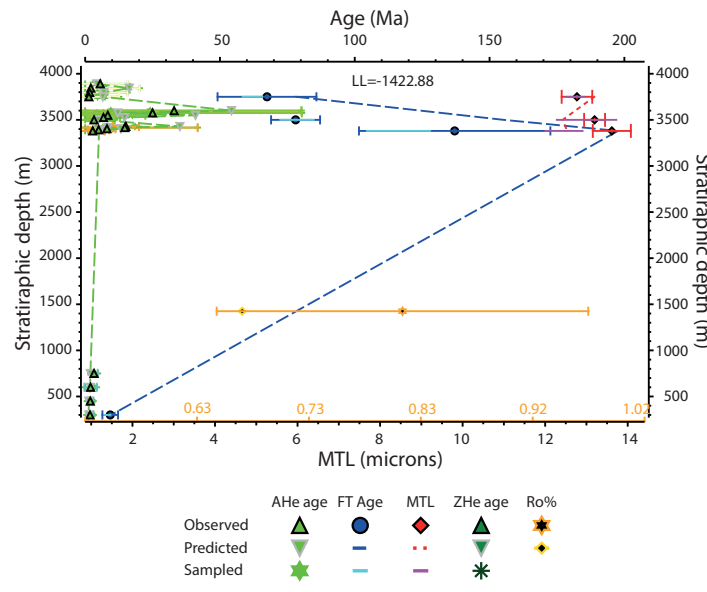 Age (Ma)
0 50 100 150 200
LL=-1422.88
4000 4000
3500 3500
3000 3000
2500 2500
2000 2000
1500 1500
1000 1000
500 500
Stratiraphic depth (m)
Stratiraphic depth (m)
0.63 0.73 0.83 0.92 1.02
2 4 6 8 10 12 14
MTL (microns)
AHe age FT Age MTL ZHe age Ro%
Observed
Predicted
Sampled